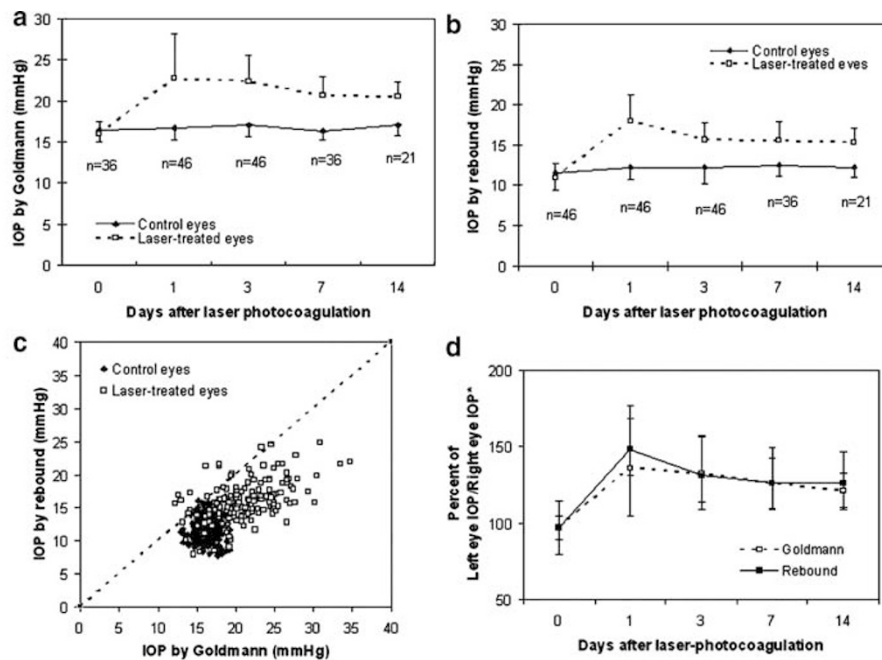 a
IOP by Goldmann (mmHg)
30
25
20
15
10
5
0
n=36
n=46
n=46
n=36
n=21
Control eyes
Laser-treated eyes
0
1
3
7
14
Days after laser photocoagulation
b
IOP by rebound (mmHg)
30
25
20
15
10
5
0
Control eyes
Laser-treated eves
n=46
n=46
n=46
n=36
n=21
0
1
3
7
14
Days after laser photocoagulation
c
IOP by rebound (mmHg)
40
35
30
25
20
15
10
5
0
Control eyes
Laser-treated eyes
0
5
10
15
20
25
30
35
40
IOP by Goldmann (mmHg)
d
Percent of
Left eye IOP/Right eye IOP*
200
150
100
50
Goldmann
Rebound
0
1
3
7
14
Days after laser-photocoagulation